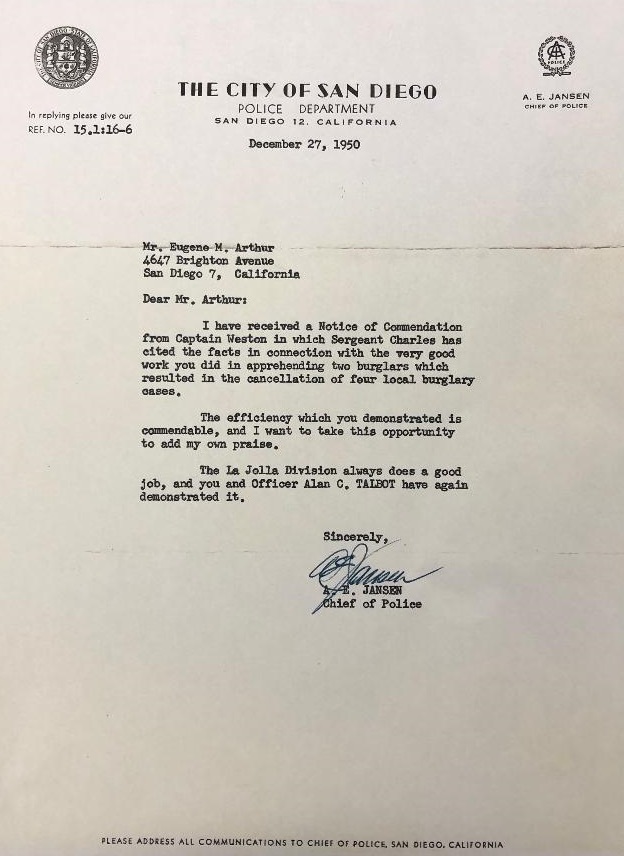 THE CITY OF SAN DIEGO
POLICE DEPARTMENT
SAN DIEGO 12, CALIFORNIA
In replying please give our
REF. NO. 15.1:16-6
POLICE
A. E. JANSEN
CHIEF OF POLICE
December 27, 1950
Mr. Eugene M. Arthur
4647 Brighton Avenue
San Diego 7, California
Dear Mr. Arthur:
I have received a Notice of Commendation
from Captain Weston in which Sergeant Charles has
cited the facts in connection with the very good
work you did in apprehending two burglars which
resulted in the cancellation of four local burglary
cases.
The efficiency which you demonstrated is
commendable, and I want to take this opportunity
to add my own praise.
The La Jolla Division always does a good
job, and you and Officer Alan C. TALBOT have again
demonstrated it.
Sincerely,
A. E. Jansen
A. E. JANSEN
Chief of Police
PLEASE ADDRESS ALL COMMUNICATIONS TO CHIEF OF POLICE, SAN DIEGO, CALIFORNIA